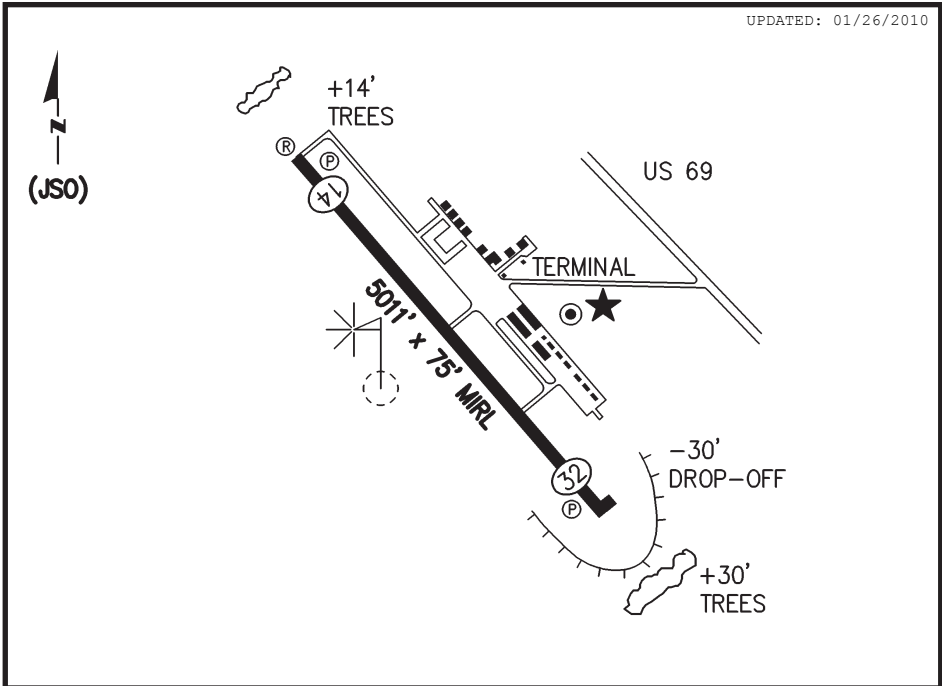 UPDATED: 01/26/2010
+14'
TREES
R
P
N
(JSO)
14
US 69
TERMINAL
5011' x 75' MIRL
-30'
DROP-OFF
32
P
+30'
TREES